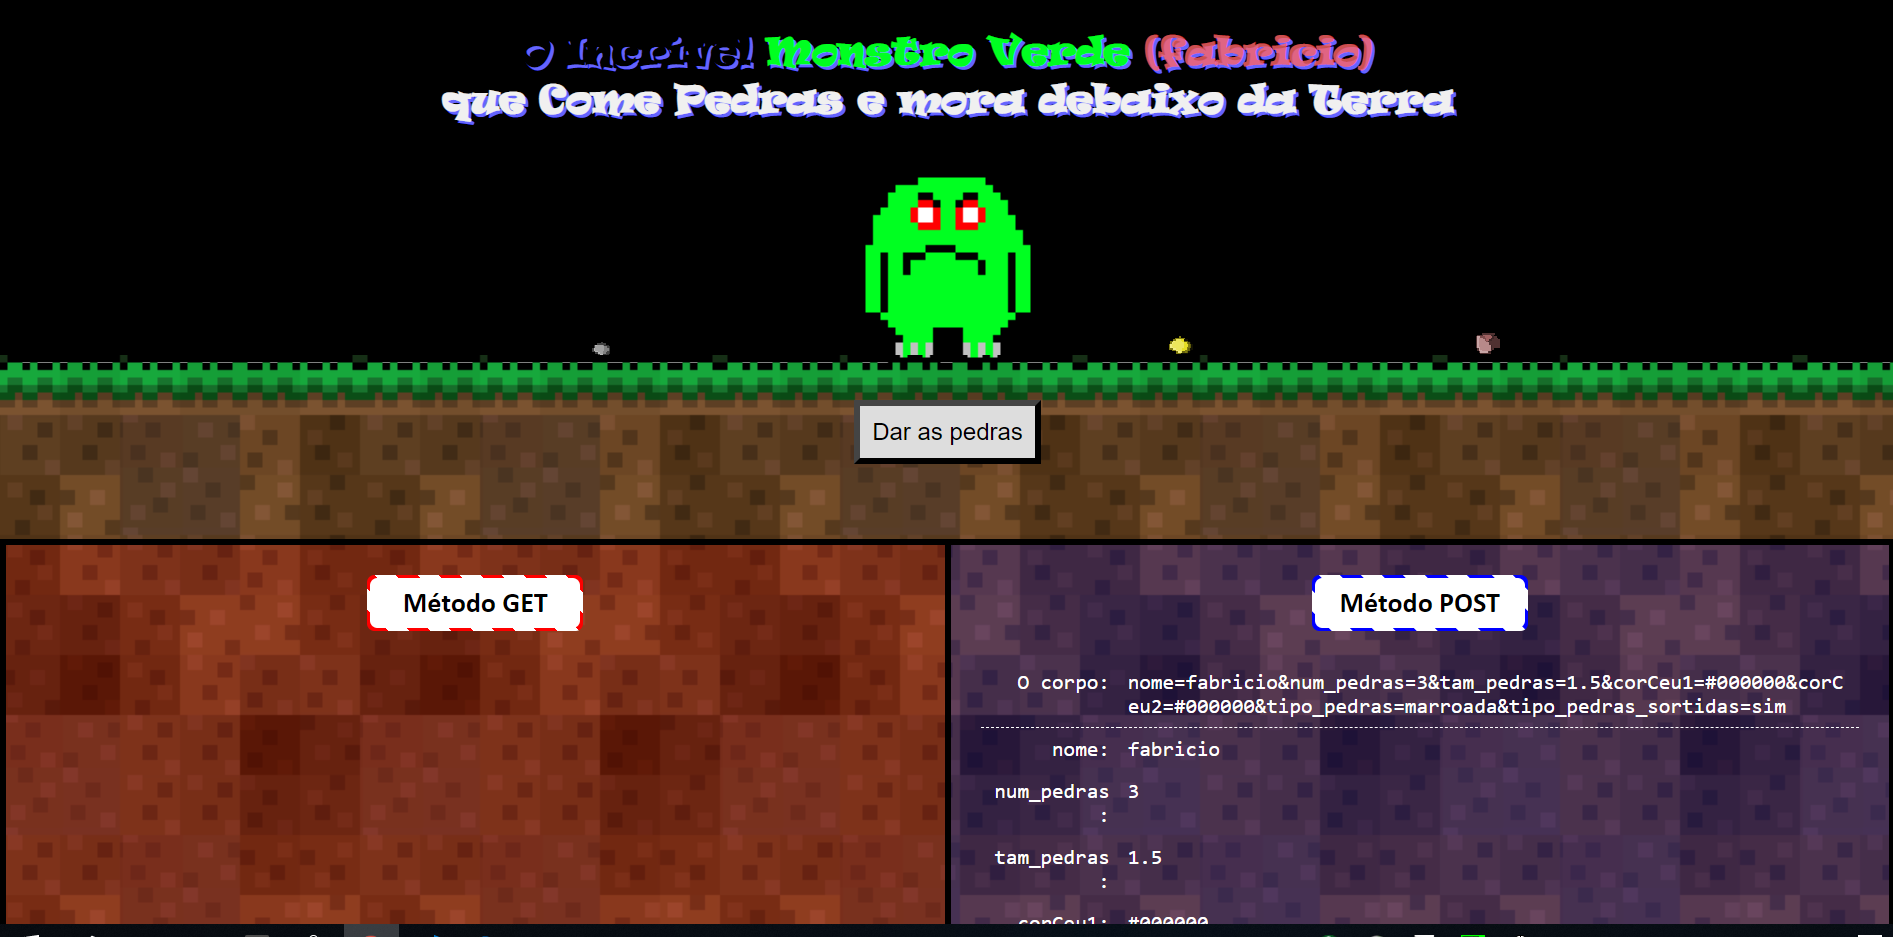 O Incrível Monstro Verde (fabricio)
que Come Pedras e mora debaixo da Terra
Dar as pedras
Método GET
Método POST
O corpo: nome=fabricio&num_pedras=3&tam_pedras=1.5&corCeu1=#000000&corC
eu2=#000000&tipo_pedras=marroada&tipo_pedras_sortidas=sim
nome: fabricio
num_pedras 3
:
tam_pedras 1.5
:
corCeu1: #000000